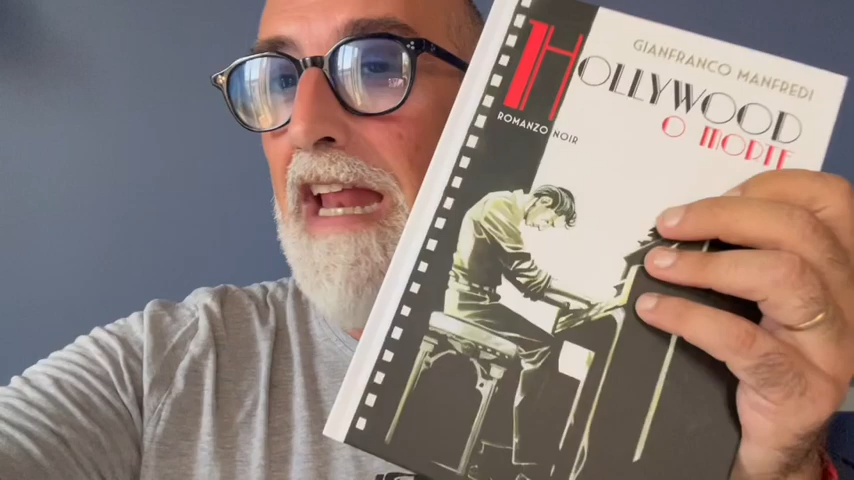 GIANFRANCO MANFREDI
HOLLYWOOD
O MORTE
ROMANZO NOIR